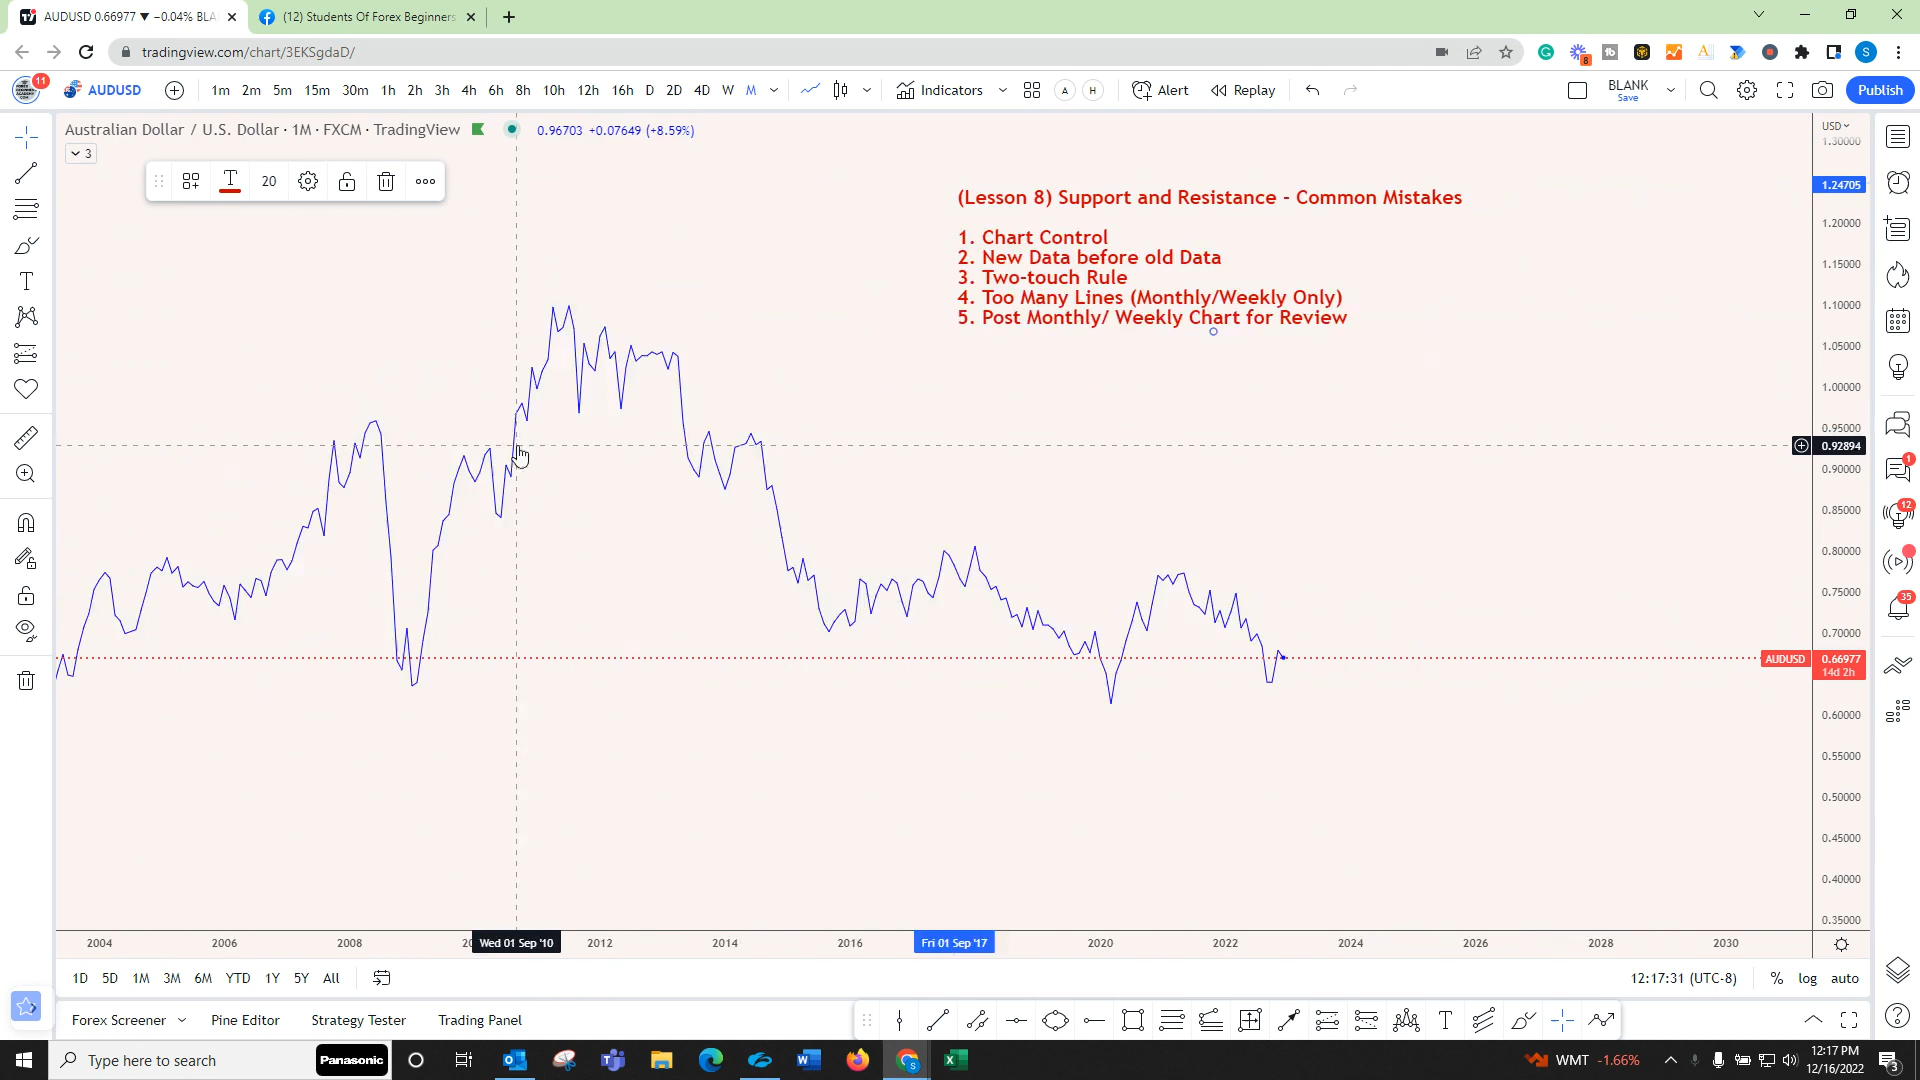 AUDUSD 0.66977 ▼ −0.04% BLA
(12) Students Of Forex Beginners
tradingview.com/chart/3EKSgdaD/
8
11
AUDUSD
1m 2m 5m 15m 30m 1h 2h 3h 4h 6h 8h 10h 12h 16h D 2D 4D W M
Indicators
A H
Alert
Replay
BLANK
Save
Publish
Australian Dollar / U.S. Dollar · 1M · FXCM · TradingView
0.96703 +0.07649 (+8.59%)
USD
3
20
(Lesson 8) Support and Resistance - Common Mistakes
1. Chart Control
2. New Data before old Data
3. Two-touch Rule
4. Too Many Lines (Monthly/Weekly Only)
5. Post Monthly/ Weekly Chart for Review
1.30000
1.24705
1.20000
1.15000
1.10000
1.05000
1.00000
0.95000
0.92894
0.90000
0.85000
0.80000
0.75000
0.70000
AUDUSD 0.66977
14d 2h
0.60000
0.55000
0.50000
0.45000
0.40000
0.35000
1
12
35
2004 2006 2008 20 Wed 01 Sep '10 2012 2014 2016 Fri 01 Sep '17 2020 2022 2024 2026 2028 2030
1D 5D 1M 3M 6M YTD 1Y 5Y All
12:17:31 (UTC-8) % log auto
Forex Screener Pine Editor Strategy Tester Trading Panel
Type here to search
Panasonic
WMT -1.66%
12:17 PM
12/16/2022
3